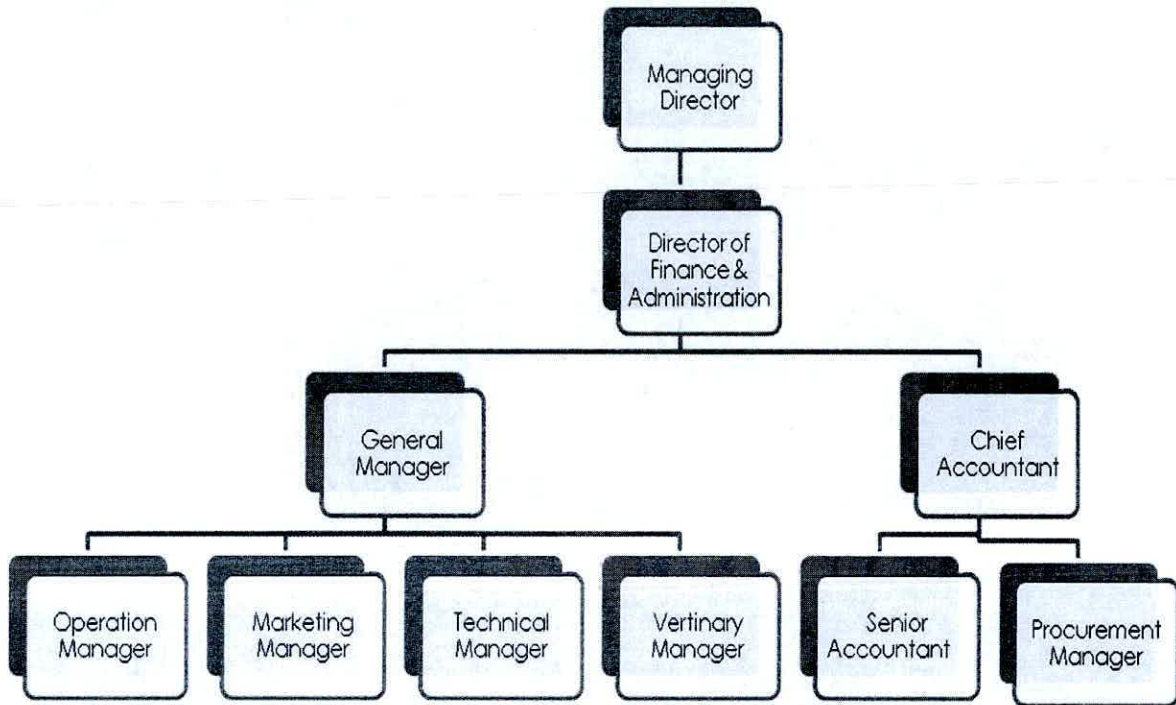 Managing
Director
Director of
Finance &
Administration
General
Manager
Chief
Accountant
Operation
Manager
Marketing
Manager
Technical
Manager
Vertinary
Manager
Senior
Accountant
Procurement
Manager